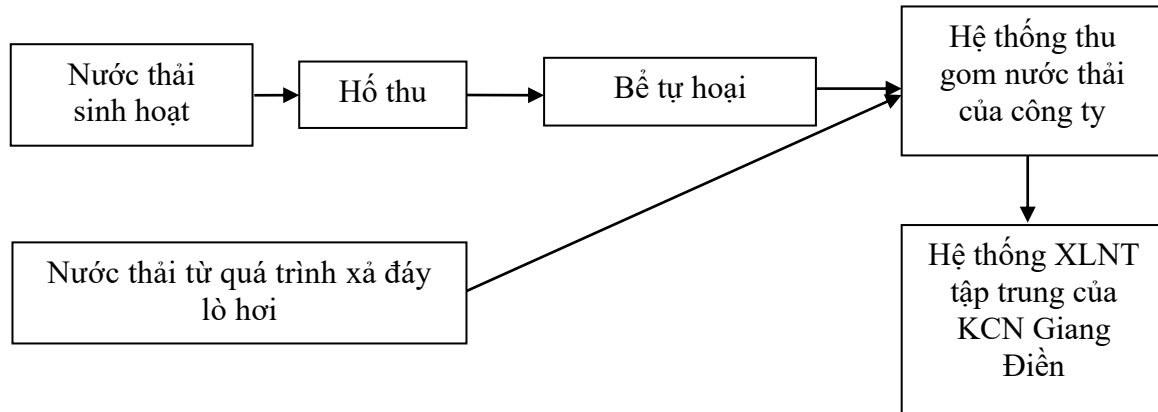 Nước thải
sinh hoạt
Hố thu
Bể tự hoại
Hệ thống thu
gom nước thải
của công ty
Nước thải từ quá trình xả đáy
lò hơi
Hệ thống XLNT
tập trung của
KCN Giang
Điền